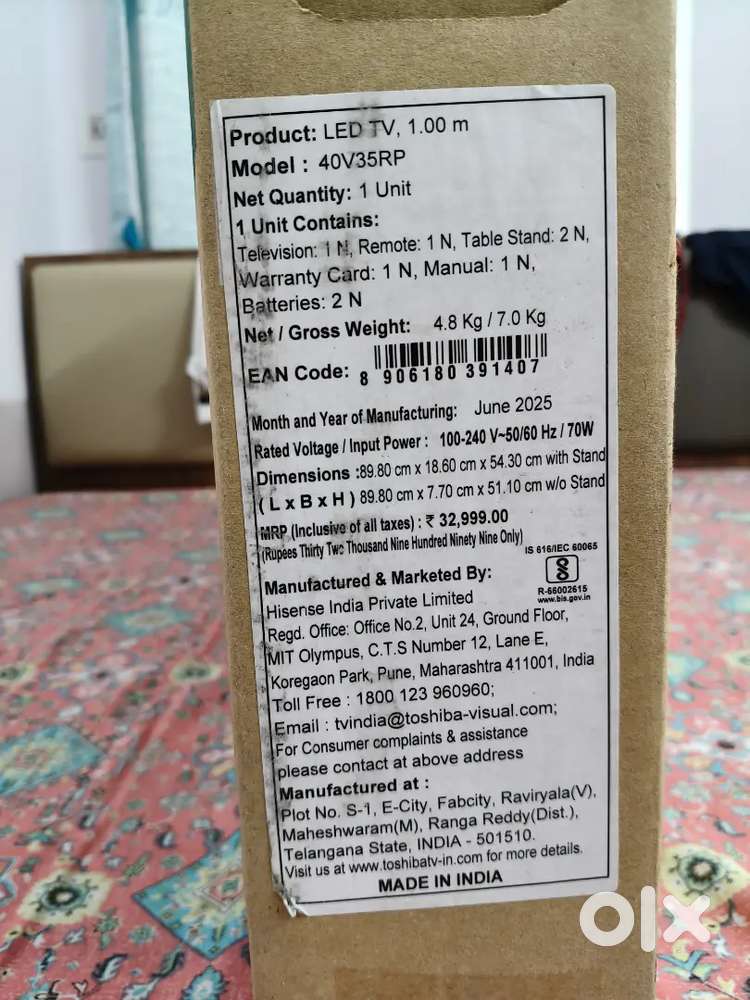 Product: LED TV, 1.00 m
Model : 40V35RP
Net Quantity: 1 Unit
1 Unit Contains:
Television: 1 N, Remote: 1 N, Table Stand: 2 N,
Warranty Card: 1 N, Manual: 1 N,
Batteries: 2 N
Net / Gross Weight: 4.8 Kg / 7.0 Kg
EAN Code: 8 906180 391407
Month and Year of Manufacturing: June 2025
Rated Voltage / Input Power : 100-240 V~50/60 Hz / 70W
Dimensions :89.80 cm x 18.60 cm x 54.30 cm with Stand
( L x B x H ) 89.80 cm x 7.70 cm x 51.10 cm w/o Stand
MRP (Inclusive of all taxes) : ₹ 32,999.00
(Rupees Thirty Two Thousand Nine Hundred Ninety Nine Only)
IS 616/IEC 60065
R-66002615
www.bis.gov.in
Manufactured & Marketed By:
Hisense India Private Limited
Regd. Office: Office No.2, Unit 24, Ground Floor,
MIT Olympus, C.T.S Number 12, Lane E,
Koregaon Park, Pune, Maharashtra 411001, India
Toll Free : 1800 123 960960;
Email : tvindia@toshiba-visual.com;
For Consumer complaints & assistance
please contact at above address
Manufactured at :
Plot No. S-1, E-City, Fabcity, Raviryala(V),
Maheshwaram(M), Ranga Reddy(Dist.),
Telangana State, INDIA - 501510.
Visit us at www.toshibatv-in.com for more details.
MADE IN INDIA
olx